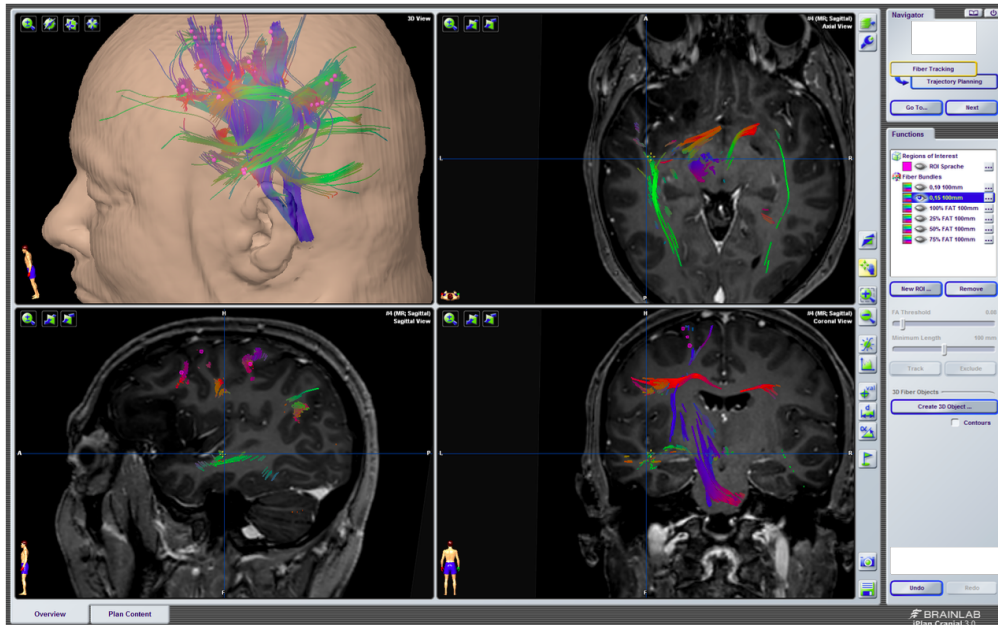 3D View
#4 (MR; Sagittal)
Axial View
A
L
R
P
#4 (MR; Sagittal)
Sagittal View
H
A
P
F
#4 (MR; Sagittal)
Coronal View
H
L
R
F
val
d
Overview
Plan Content
Navigator
Fiber Tracking
Trajectory Planning
Go To...
Next
Functions
Regions of Interest
ROI Sprache
...
Fiber Bundles
0,10 100mm
...
0,15 100mm
...
100% FAT 100mm
...
25% FAT 100mm
...
50% FAT 100mm
...
75% FAT 100mm
...
New ROI ...
Remove
FA Threshold
0.00
Minimum Length
100 mm
Track
Exclude
3D Fiber Objects
Create 3D Object ...
Contours
Undo
Redo
BRAINLAB
iPlan Cranial 3.0